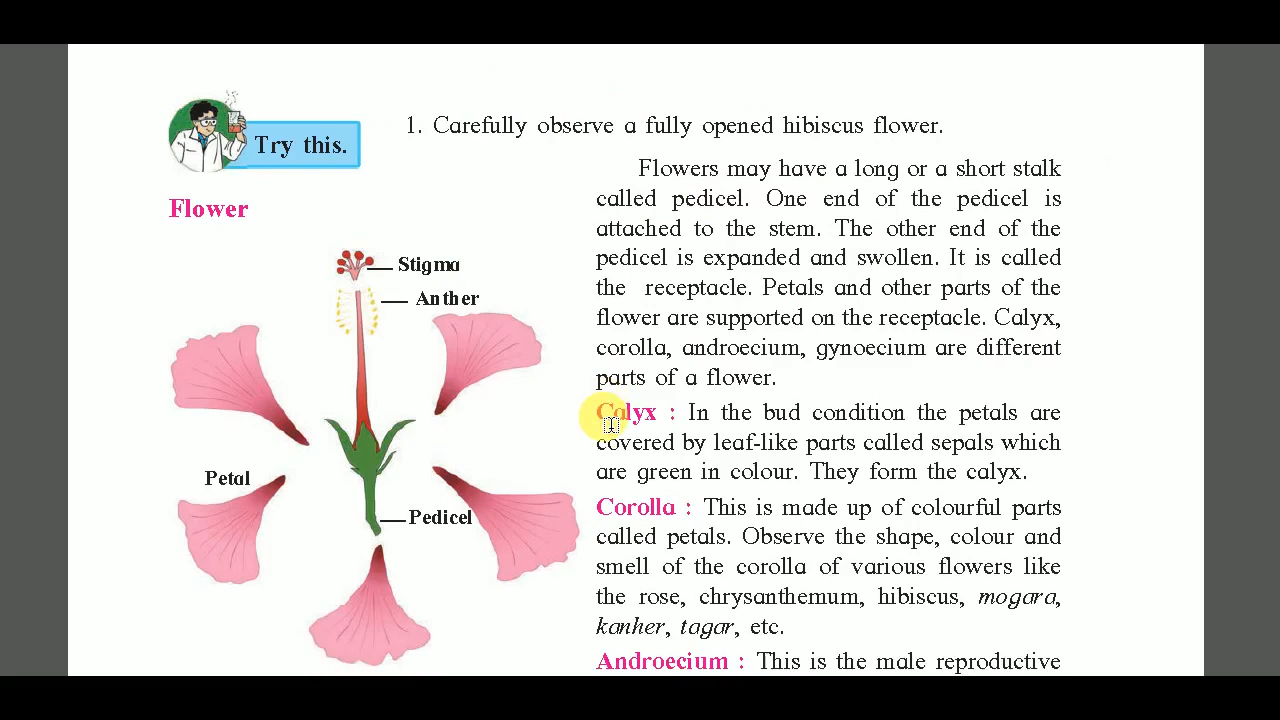 Try this.
1. Carefully observe a fully opened hibiscus flower.
Flower
Stigma
Anther
Petal
Pedicel
Flowers may have a long or a short stalk
called pedicel. One end of the pedicel is
attached to the stem. The other end of the
pedicel is expanded and swollen. It is called
the receptacle. Petals and other parts of the
flower are supported on the receptacle. Calyx,
corolla, androecium, gynoecium are different
parts of a flower.
Calyx : In the bud condition the petals are
covered by leaf-like parts called sepals which
are green in colour. They form the calyx.
Corolla : This is made up of colourful parts
called petals. Observe the shape, colour and
smell of the corolla of various flowers like
the rose, chrysanthemum, hibiscus, mogara,
kanher, tagar, etc.
Androecium : This is the male reproductive